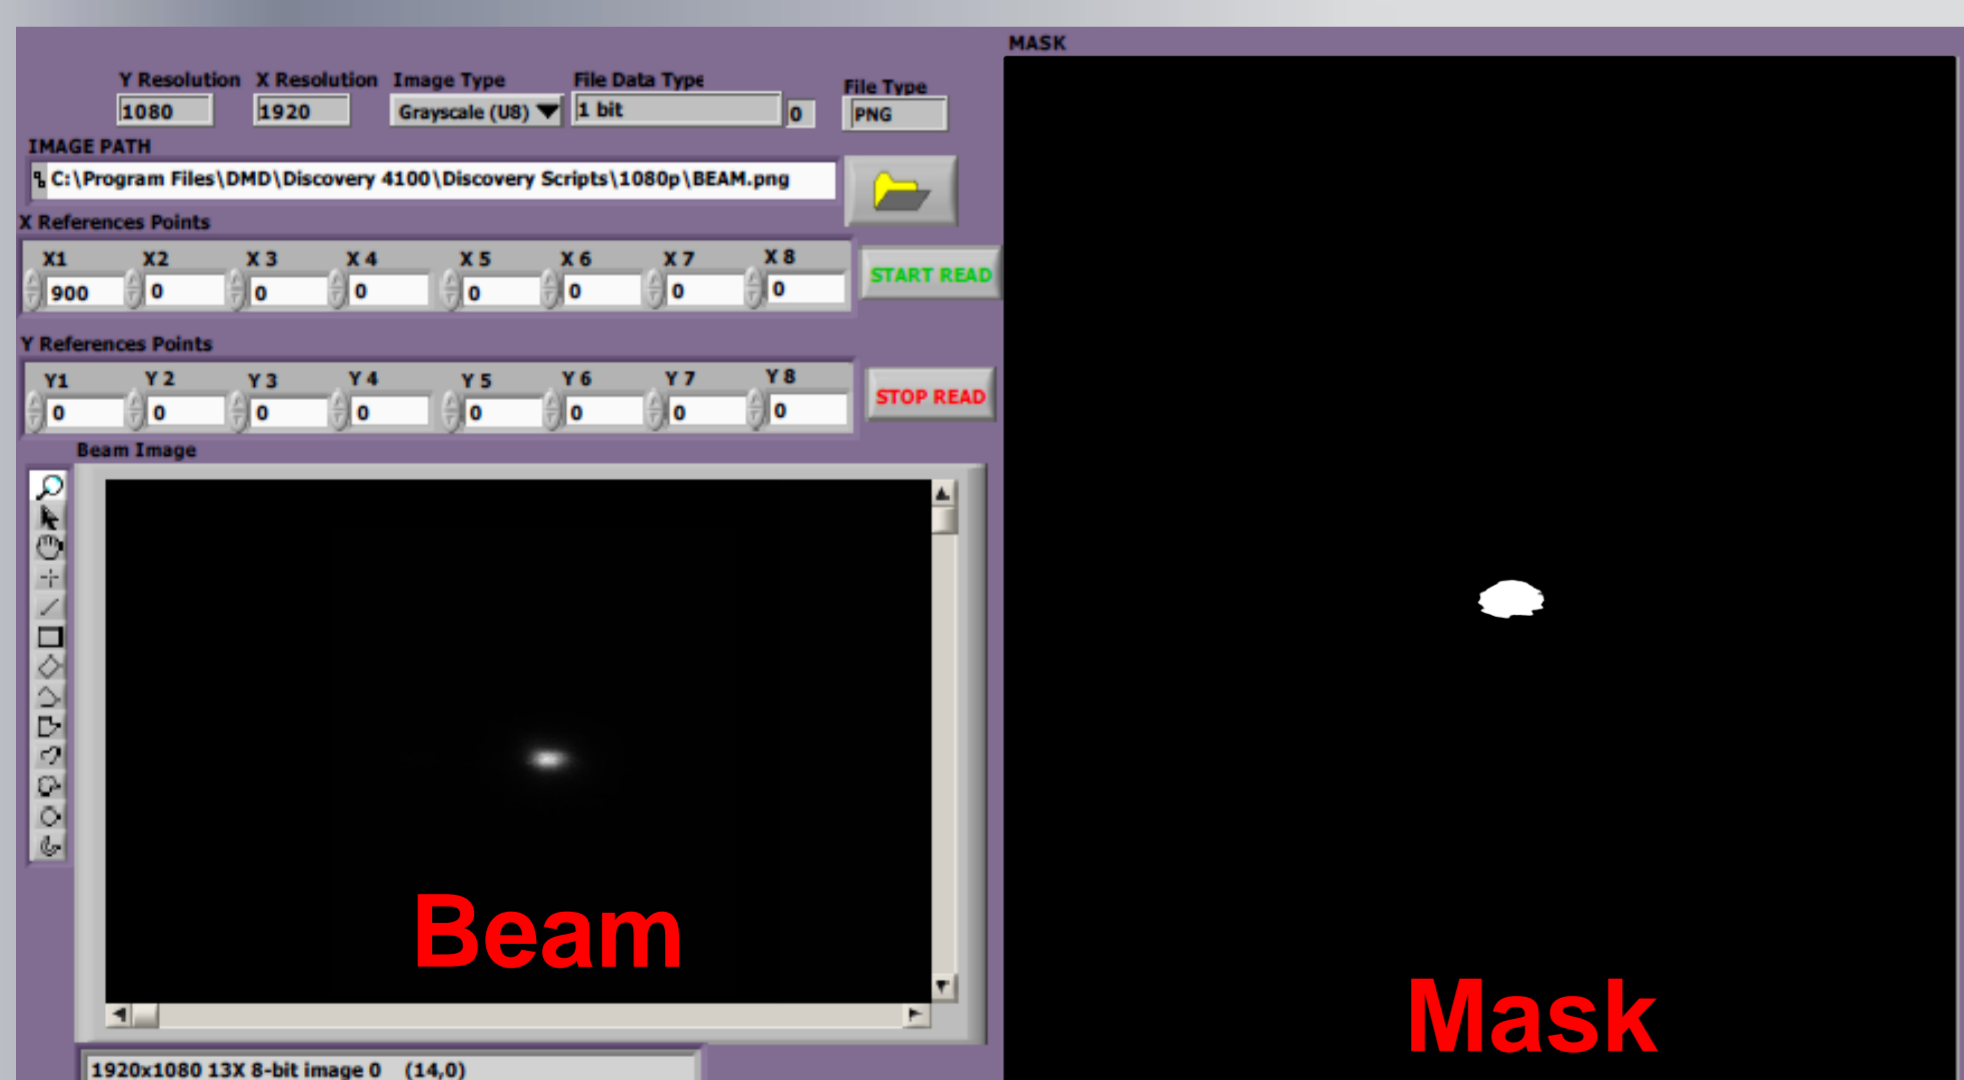 MASK
Y Resolution X Resolution Image Type File Data Type File Type
1080 1920 Grayscale (U8) 1 bit 0 PNG
IMAGE PATH
C:\Program Files\DMD\Discovery 4100\Discovery Scripts\1080p\BEAM.png
X References Points
X1 X2 X 3 X 4 X 5 X 6 X 7 X 8
900 0 0 0 0 0 0 0
START READ
Y References Points
Y1 Y 2 Y 3 Y 4 Y 5 Y 6 Y 7 Y 8
0 0 0 0 0 0 0 0
STOP READ
Beam Image
Beam
Mask
1920x1080 13X 8-bit image 0 (14,0)